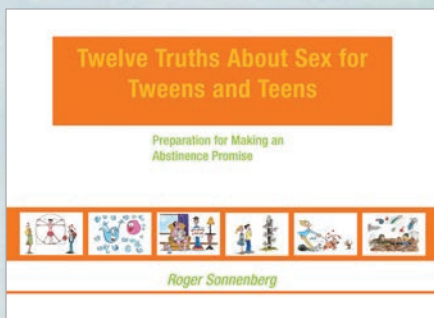 Twelve Truths About Sex for
Tweens and Teens
Preparation for Making an
Abstinence Promise
Roger Sonnenberg